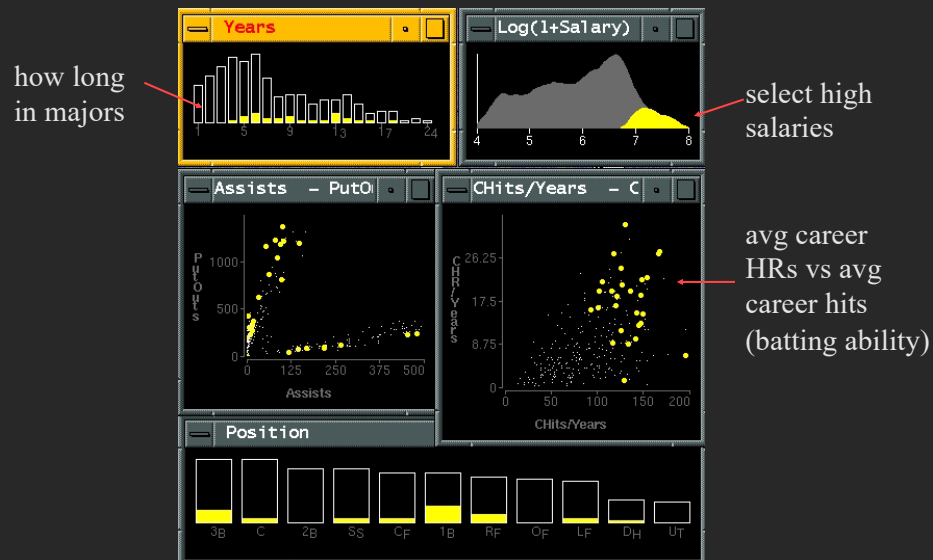 Years
Log(1+Salary)
how long
in majors
1 5 9 13 17 24
4 5 6 7 8
select high
salaries
Assists - PutO
CHits/Years - C
PutOuts
1000
500
0
0 125 250 375 500
Assists
CHR/Years
26.25
17.5
8.75
0
0 50 100 150 200
CHits/Years
avg career
HRs vs avg
career hits
(batting ability)
Position
3B C 2B SS CF 1B RF OF LF DH UT